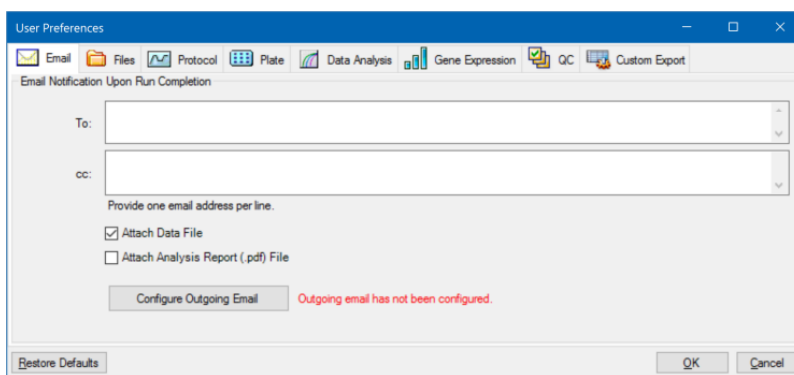 User Preferences
Email Files Protocol Plate Data Analysis Gene Expression QC Custom Export
Email Notification Upon Run Completion
To:
cc:
Provide one email address per line.
Attach Data File
Attach Analysis Report (.pdf) File
Configure Outgoing Email Outgoing email has not been configured.
Restore Defaults OK Cancel